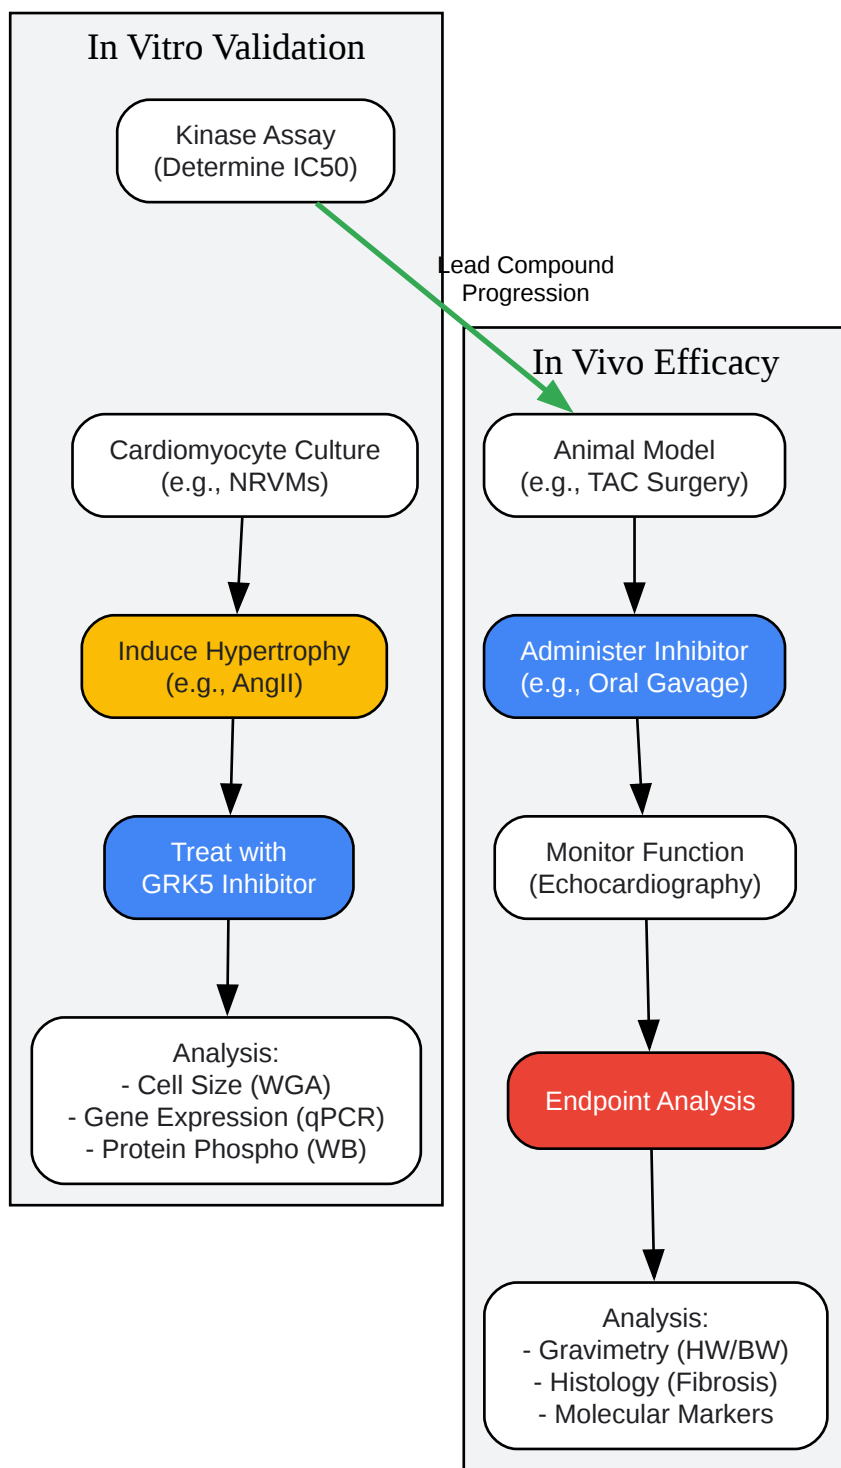 In Vitro Validation
Kinase Assay
(Determine IC50)
Lead Compound
Progression
In Vivo Efficacy
Cardiomyocyte Culture
(e.g., NRVMs)
Animal Model
(e.g., TAC Surgery)
Induce Hypertrophy
(e.g., AngII)
Administer Inhibitor
(e.g., Oral Gavage)
Treat with
GRK5 Inhibitor
Monitor Function
(Echocardiography)
Analysis:
- Cell Size (WGA)
- Gene Expression (qPCR)
- Protein Phospho (WB)
Endpoint Analysis
Analysis:
- Gravimetry (HW/BW)
- Histology (Fibrosis)
- Molecular Markers